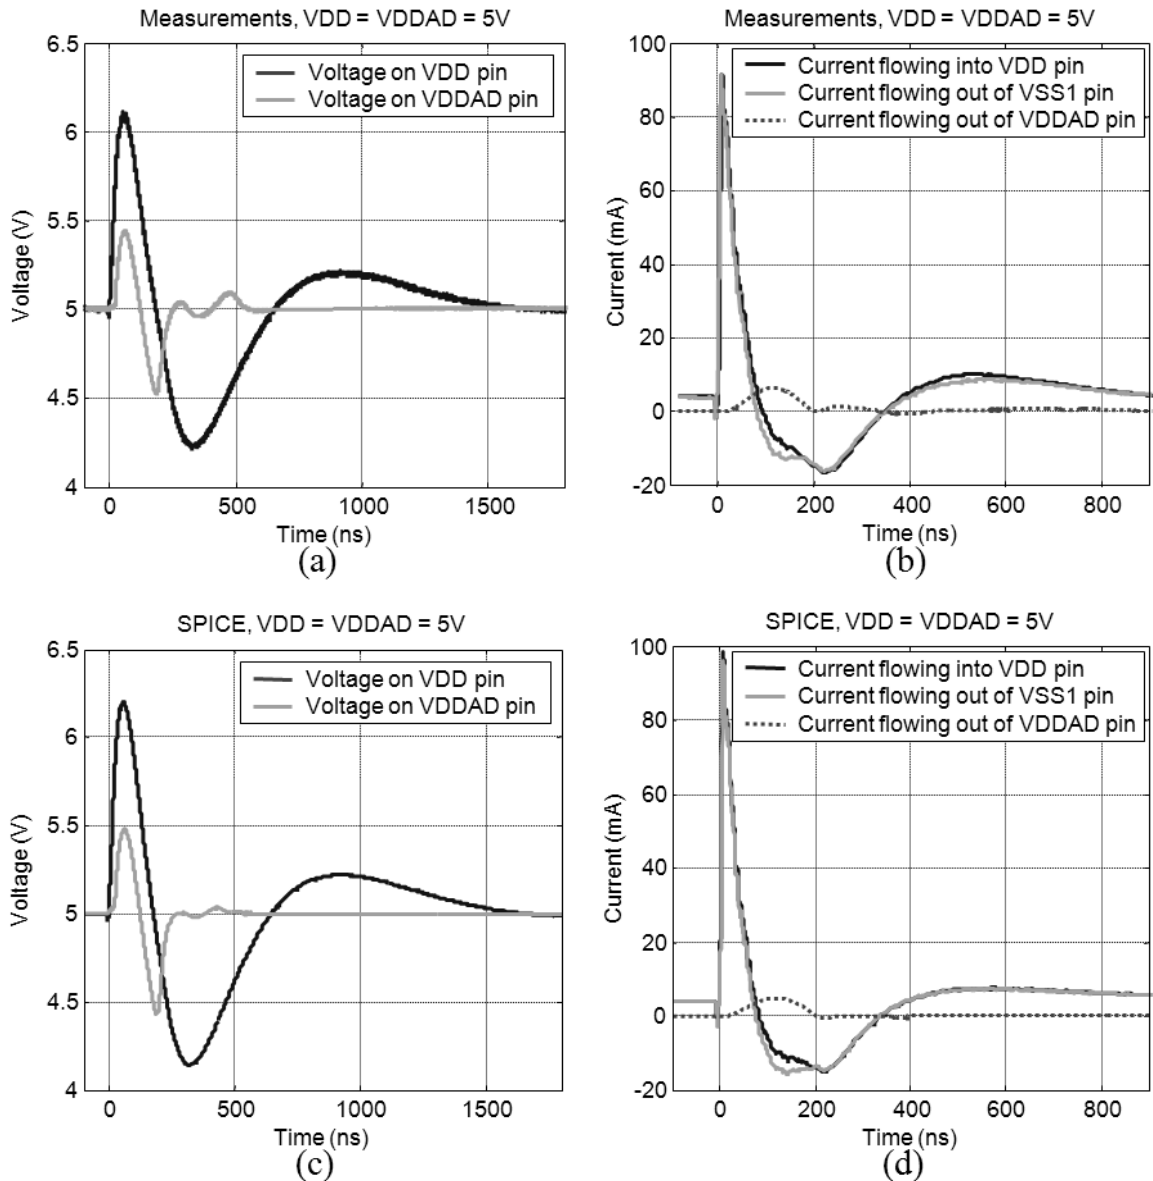 Measurements, VDD = VDDAD = 5V
6.5
6
5.5
5
4.5
4
Voltage (V)
Voltage on VDD pin
Voltage on VDDAD pin
0
500
1000
1500
Time (ns)
(a)
Measurements, VDD = VDDAD = 5V
100
80
60
40
20
0
-20
Current (mA)
Current flowing into VDD pin
Current flowing out of VSS1 pin
Current flowing out of VDDAD pin
0
200
400
600
800
Time (ns)
(b)
SPICE, VDD = VDDAD = 5V
6.5
6
5.5
5
4.5
4
Voltage (V)
Voltage on VDD pin
Voltage on VDDAD pin
0
500
1000
1500
Time (ns)
(c)
SPICE, VDD = VDDAD = 5V
100
80
60
40
20
0
-20
Current (mA)
Current flowing into VDD pin
Current flowing out of VSS1 pin
Current flowing out of VDDAD pin
0
200
400
600
800
Time (ns)
(d)